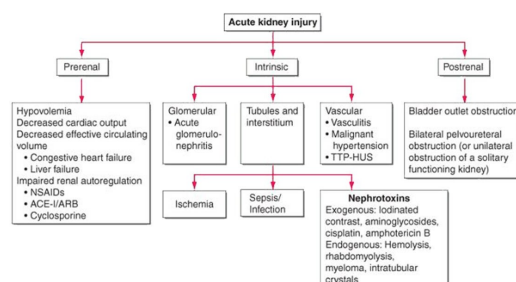 Acute kidney injury
Prerenal
Intrinsic
Postrenal
Hypovolemia
Decreased cardiac output
Decreased effective circulating
volume
• Congestive heart failure
• Liver failure
Impaired renal autoregulation
• NSAIDs
• ACE-I/ARB
• Cyclosporine
Glomerular
• Acute
glomerulo-
nephritis
Tubules and
interstitium
Vascular
• Vasculitis
• Malignant
hypertension
• TTP-HUS
Bladder outlet obstruction
Bilateral pelvoureteral
obstruction (or unilateral
obstruction of a solitary
functioning kidney)
Ischemia
Sepsis/
Infection
Nephrotoxins
Exogenous: Iodinated
contrast, aminoglycosides,
cisplatin, amphotericin B
Endogenous: Hemolysis,
rhabdomyolysis,
myeloma, intratubular
crystals